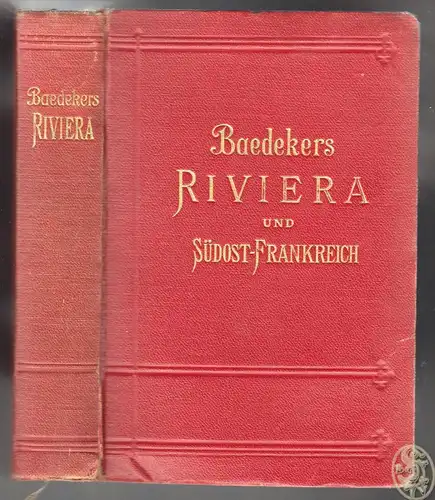 Baedekers
RIVIERA
Baedekers
RIVIERA
UND
SÜDOST-FRANKREICH